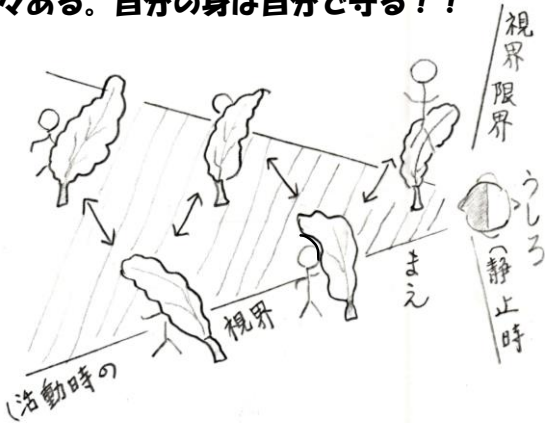 々ある。自分の身は自分で守る！！
視界限界
うしろ
(静止時
まえ
視界
(活動時の